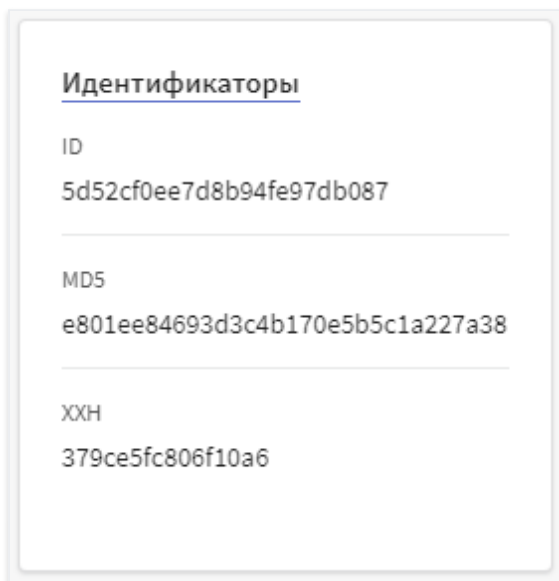 Идентификаторы
ID
5d52cf0ee7d8b94fe97db087
MD5
e801ee84693d3c4b170e5b5c1a227a38
XXH
379ce5fc806f10a6